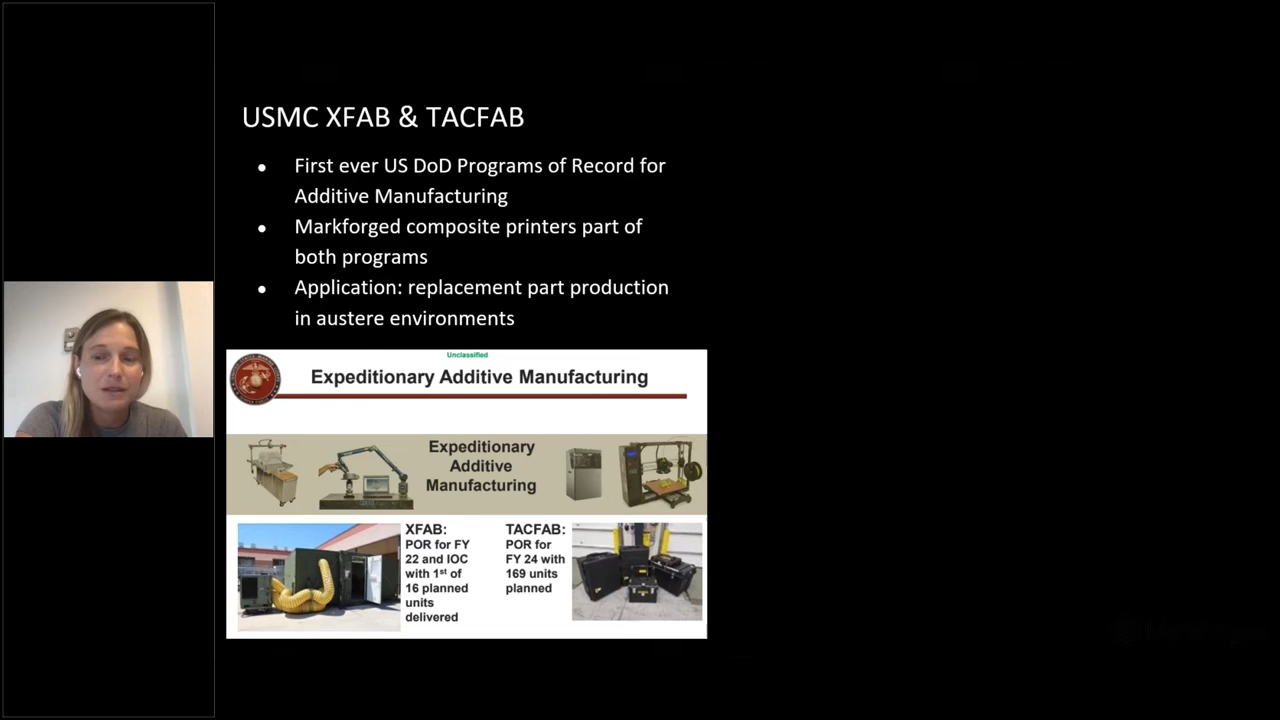 USMC XFAB & TACFAB
● First ever US DoD Programs of Record for
Additive Manufacturing
● Markforged composite printers part of
both programs
● Application: replacement part production
in austere environments
Unclassified
Expeditionary Additive Manufacturing
Expeditionary
Additive
Manufacturing
XFAB:
POR for FY
22 and IOC
with 1st of
16 planned
units
delivered
TACFAB:
POR for
FY 24 with
169 units
planned